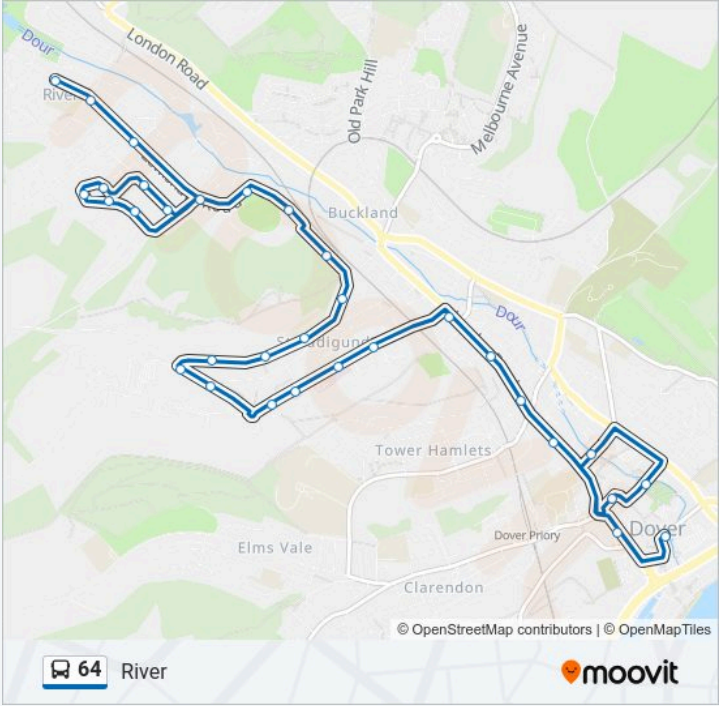 Dour
London Road
River
Old Park Hill
Melbourne Avenue
Buckland
Dour
Tower Hamlets
Dover
Dover Priory
Elms Vale
Clarendon
© OpenStreetMap contributors | © OpenMapTiles
64 River
moovit